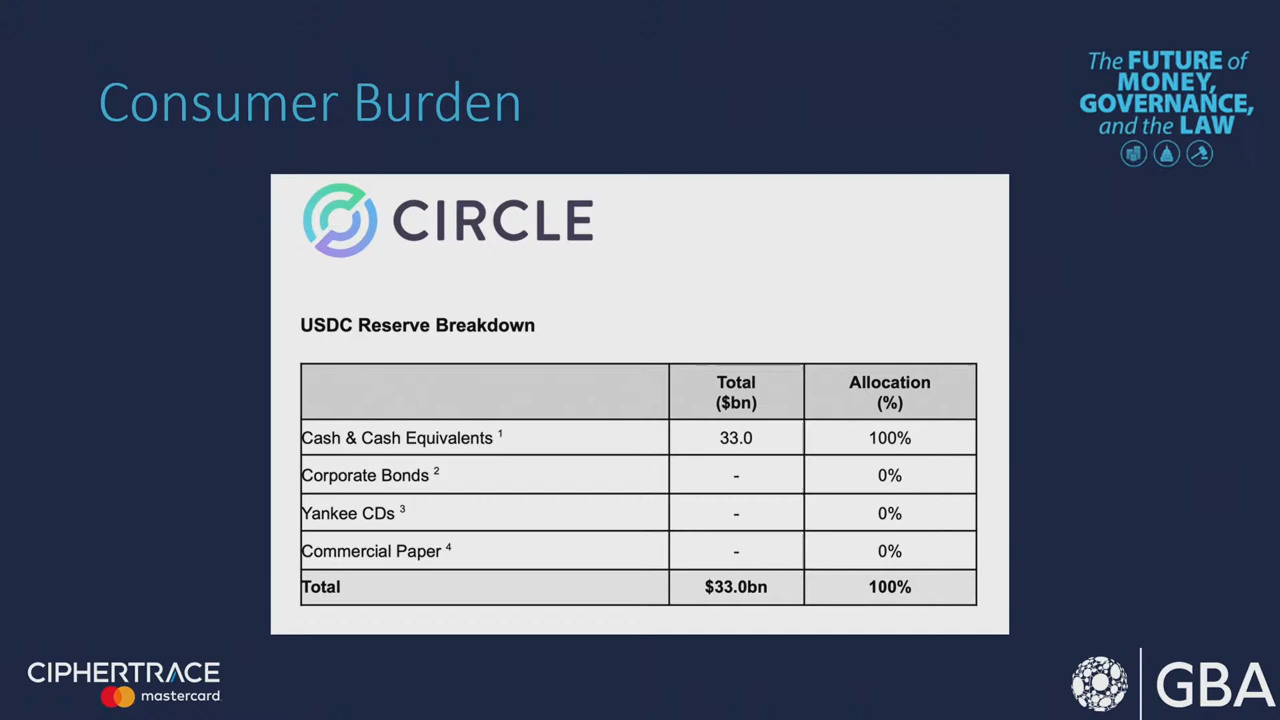 Consumer Burden
The FUTURE of
MONEY,
GOVERNANCE,
and the LAW
CIRCLE
USDC Reserve Breakdown
Total
($bn)
Allocation
(%)
Cash & Cash Equivalents 1 33.0 100%
Corporate Bonds 2 - 0%
Yankee CDs 3 - 0%
Commercial Paper 4 - 0%
Total $33.0bn 100%
CIPHERTRACE
mastercard
GBA